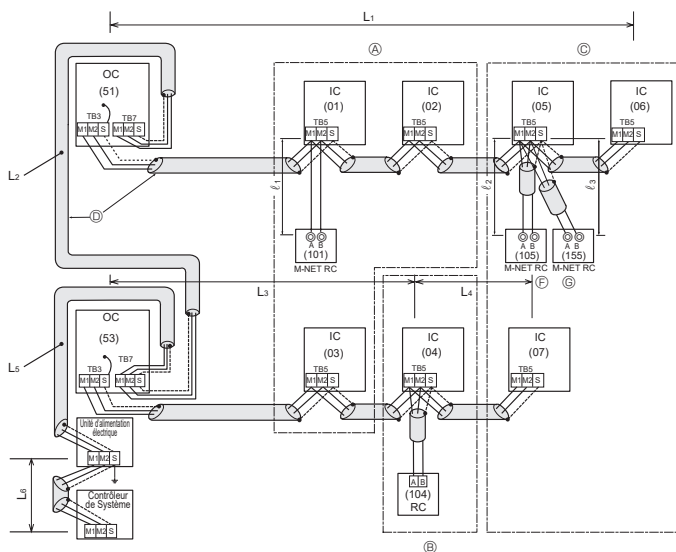 L1
Ⓐ
Ⓒ
OC
(51)
TB3
TB7
M1 M2 S
M1 M2 S
IC
(01)
TB5
M1 M2 S
IC
(02)
TB5
M1 M2 S
IC
(05)
TB5
M1 M2 S
IC
(06)
TB5
M1 M2 S
L2
Ⓓ
ℓ1
ℓ2
ℓ3
A B
(101)
M-NET RC
A B
(105)
M-NET RC
Ⓕ
A B
(155)
M-NET RC
Ⓖ
L3
L4
OC
(53)
TB3
TB7
M1 M2 S
M1 M2 S
IC
(03)
TB5
M1 M2 S
IC
(04)
TB5
M1 M2 S
IC
(07)
TB5
M1 M2 S
L5
Unité d'alimentation
électrique
M1 M2 S
L6
Contrôleur
de Système
M1 M2 S
A B
(104)
RC
Ⓑ